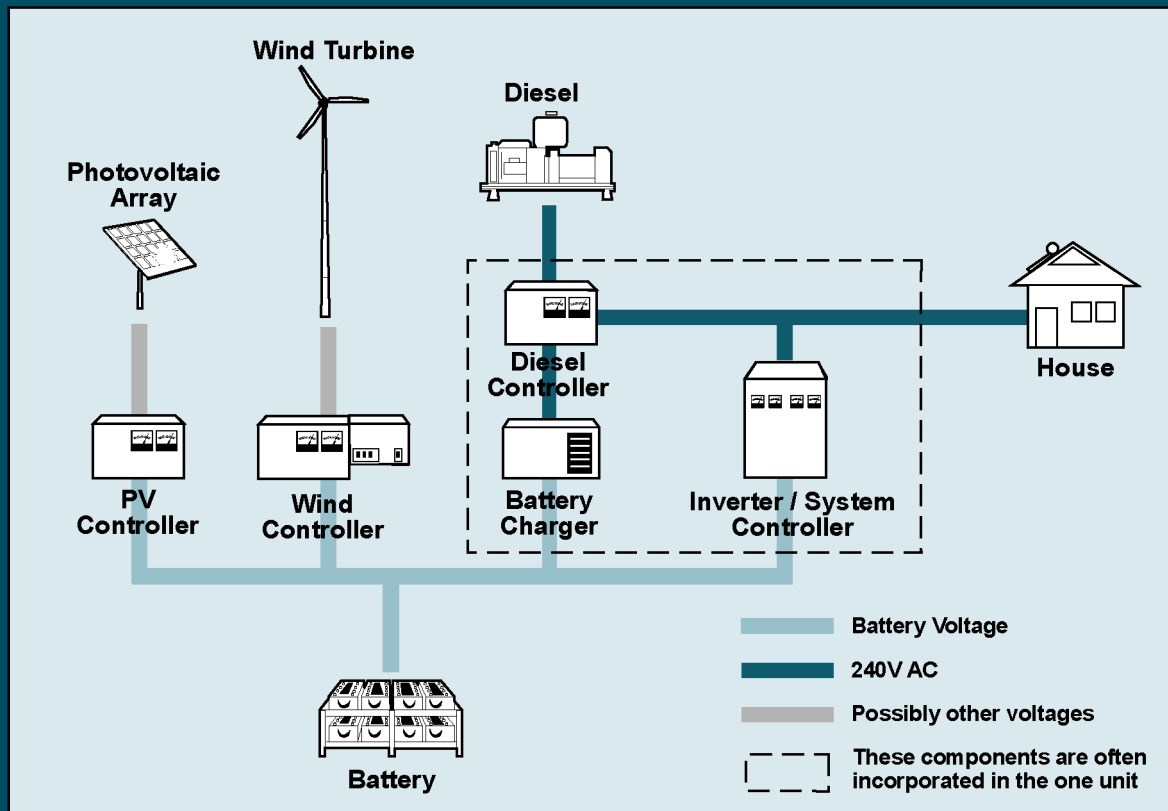 Wind Turbine
Diesel
Photovoltaic
Array
Diesel
Controller
House
PV
Controller
Wind
Controller
Battery
Charger
Inverter / System
Controller
Battery Voltage
240V AC
Possibly other voltages
These components are often
incorporated in the one unit
Battery